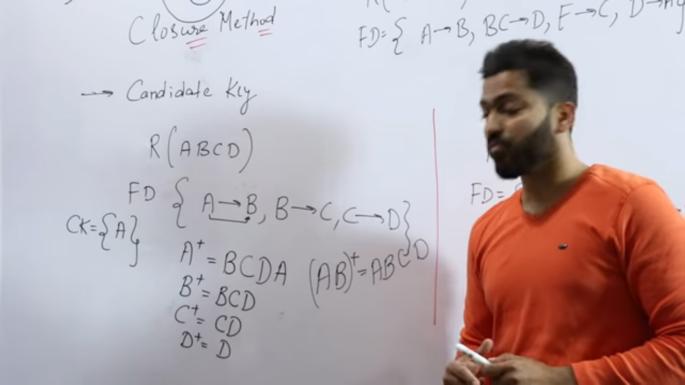 Closure Method
→ Candidate Key
R(ABCD)
FD { A→B, B→C, C→D}
CK={A}
A⁺ = BCDA
(AB)⁺=ABCD
B⁺ = BCD
C⁺ = CD
D⁺ = D
FD={ A→B, BC→D, E→C, D→A}
FD=